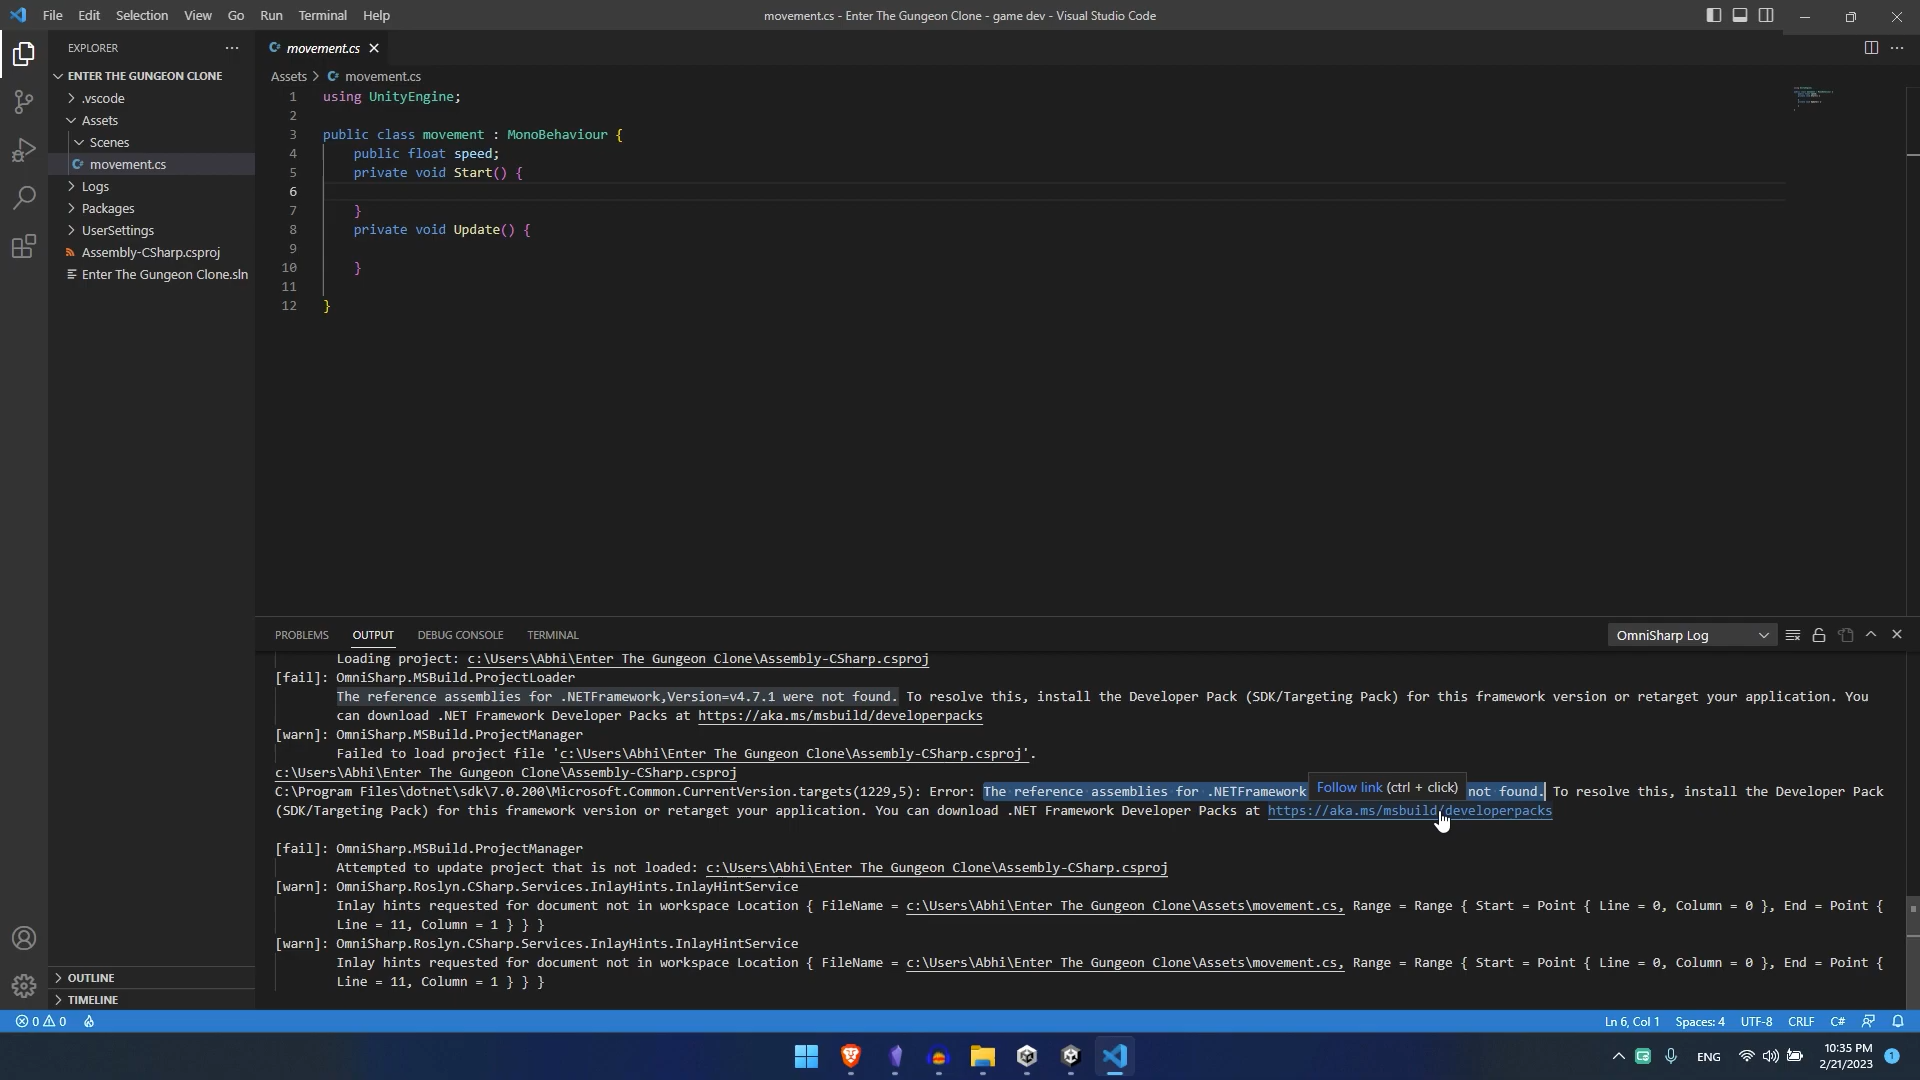 File Edit Selection View Go Run Terminal Help
movement.cs - Enter The Gungeon Clone - game dev - Visual Studio Code
EXPLORER
movement.cs
ENTER THE GUNGEON CLONE
.vscode
Assets
Scenes
movement.cs
Logs
Packages
UserSettings
Assembly-CSharp.csproj
Enter The Gungeon Clone.sln
OUTLINE
TIMELINE
Assets > movement.cs
1 using UnityEngine;
2
3 public class movement : MonoBehaviour {
4 public float speed;
5 private void Start() {
6
7 }
8 private void Update() {
9
10 }
11
12 }
PROBLEMS OUTPUT DEBUG CONSOLE TERMINAL
OmniSharp Log
Loading project: c:\Users\Abhi\Enter The Gungeon Clone\Assembly-CSharp.csproj
[fail]: OmniSharp.MSBuild.ProjectLoader
The reference assemblies for .NETFramework,Version=v4.7.1 were not found. To resolve this, install the Developer Pack (SDK/Targeting Pack) for this framework version or retarget your application. You
can download .NET Framework Developer Packs at https://aka.ms/msbuild/developerpacks
[warn]: OmniSharp.MSBuild.ProjectManager
Failed to load project file 'c:\Users\Abhi\Enter The Gungeon Clone\Assembly-CSharp.csproj'.
c:\Users\Abhi\Enter The Gungeon Clone\Assembly-CSharp.csproj
C:\Program Files\dotnet\sdk\7.0.200\Microsoft.Common.CurrentVersion.targets(1229,5): Error: The reference assemblies for .NETFramework not found. To resolve this, install the Developer Pack
Follow link (ctrl + click)
(SDK/Targeting Pack) for this framework version or retarget your application. You can download .NET Framework Developer Packs at https://aka.ms/msbuild/developerpacks
[fail]: OmniSharp.MSBuild.ProjectManager
Attempted to update project that is not loaded: c:\Users\Abhi\Enter The Gungeon Clone\Assembly-CSharp.csproj
[warn]: OmniSharp.Roslyn.CSharp.Services.InlayHints.InlayHintService
Inlay hints requested for document not in workspace Location { FileName = c:\Users\Abhi\Enter The Gungeon Clone\Assets\movement.cs, Range = Range { Start = Point { Line = 0, Column = 0 }, End = Point {
Line = 11, Column = 1 } } }
[warn]: OmniSharp.Roslyn.CSharp.Services.InlayHints.InlayHintService
Inlay hints requested for document not in workspace Location { FileName = c:\Users\Abhi\Enter The Gungeon Clone\Assets\movement.cs, Range = Range { Start = Point { Line = 0, Column = 0 }, End = Point {
Line = 11, Column = 1 } } }
0 0
Ln 6, Col 1 Spaces: 4 UTF-8 CRLF C#
ENG
10:35 PM
2/21/2023
1